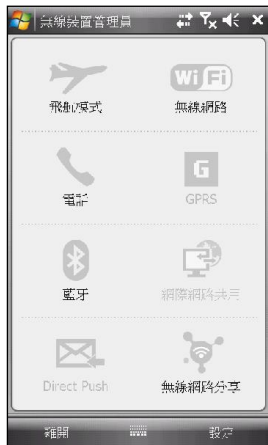 無線裝置管理員
Wi Fi
飛航模式
無線網路
G
電話
GPRS
藍牙
網際網路共用
Direct Push
無線網路分享
離開
設定